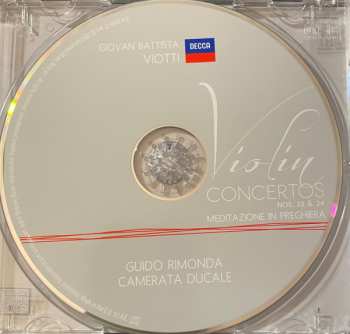 GIOVAN BATTISTA
VIOTTI
DECCA
Violin
CONCERTOS
NOS. 22 & 24
MEDITAZIONE IN PREGHIERA
GUIDO RIMONDA
CAMERATA DUCALE